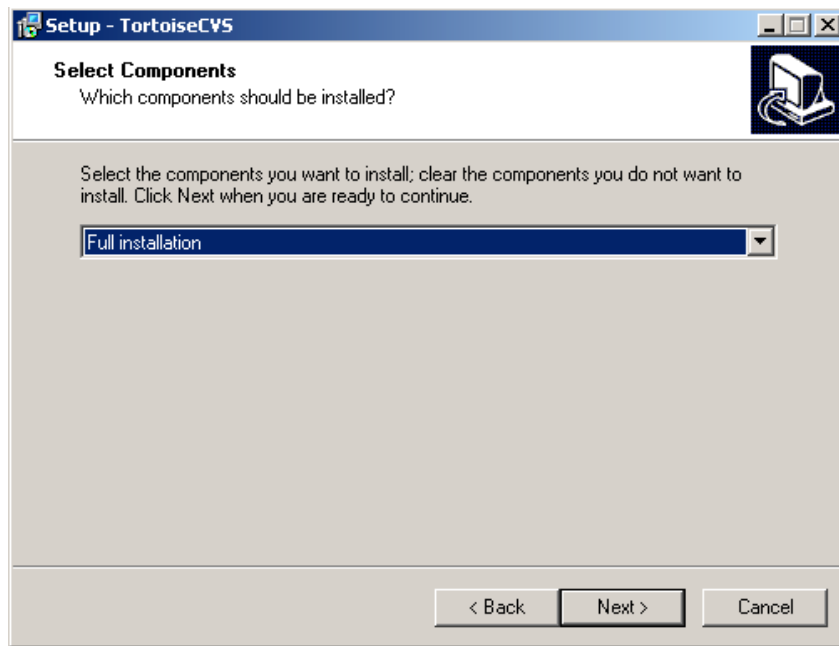 Setup - TortoiseCVS
Select Components
Which components should be installed?
Select the components you want to install; clear the components you do not want to
install. Click Next when you are ready to continue.
Full installation
< Back
Next >
Cancel